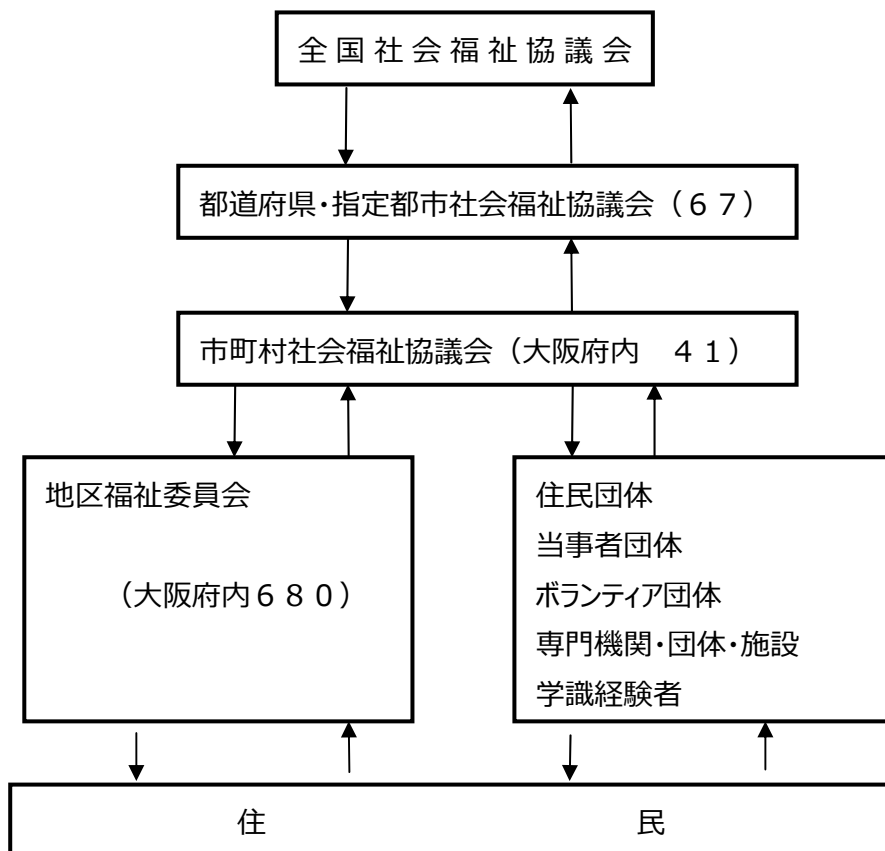 全国社会福祉協議会
都道府県・指定都市社会福祉協議会（６７）
市町村社会福祉協議会（大阪府内　４１）
地区福祉委員会
（大阪府内６８０）
住民団体
当事者団体
ボランティア団体
専門機関・団体・施設
学識経験者
住　民